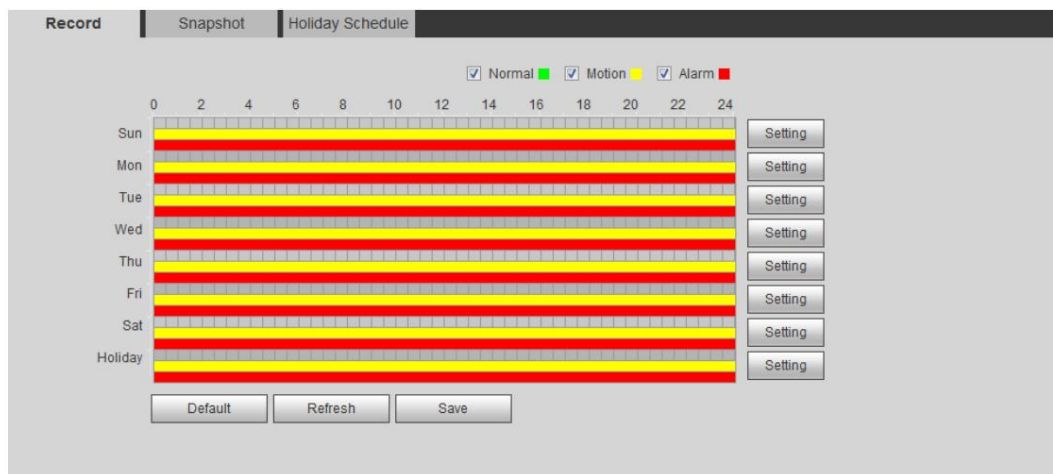 Record Snapshot Holiday Schedule
Normal Motion Alarm
0 2 4 6 8 10 12 14 16 18 20 22 24
Sun Setting
Mon Setting
Tue Setting
Wed Setting
Thu Setting
Fri Setting
Sat Setting
Holiday Setting
Default Refresh Save